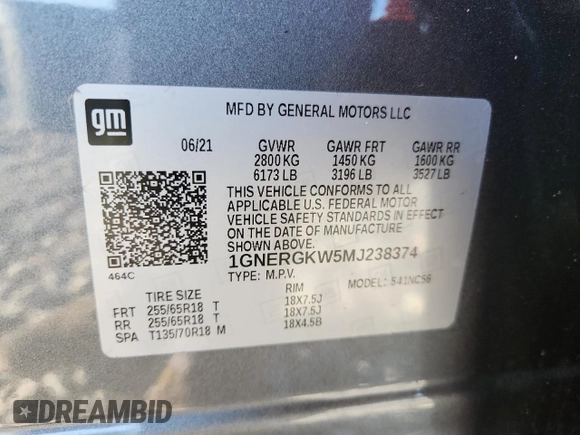 gm
MFD BY GENERAL MOTORS LLC
06/21 GVWR GAWR FRT GAWR RR
2800 KG 1450 KG 1600 KG
6173 LB 3196 LB 3527 LB
THIS VEHICLE CONFORMS TO ALL
APPLICABLE U.S. FEDERAL MOTOR
VEHICLE SAFETY STANDARDS IN EFFECT
ON THE DATE OF MANUFACTURE
SHOWN ABOVE.
1GNERGKW5MJ238374
464C
TYPE: M.P.V. MODEL: 541NC56
TIRE SIZE RIM
FRT 255/65R18 T 18X7.5J
RR 255/65R18 T 18X7.5J
SPA T135/70R18 M 18X4.5B
DREAMBID